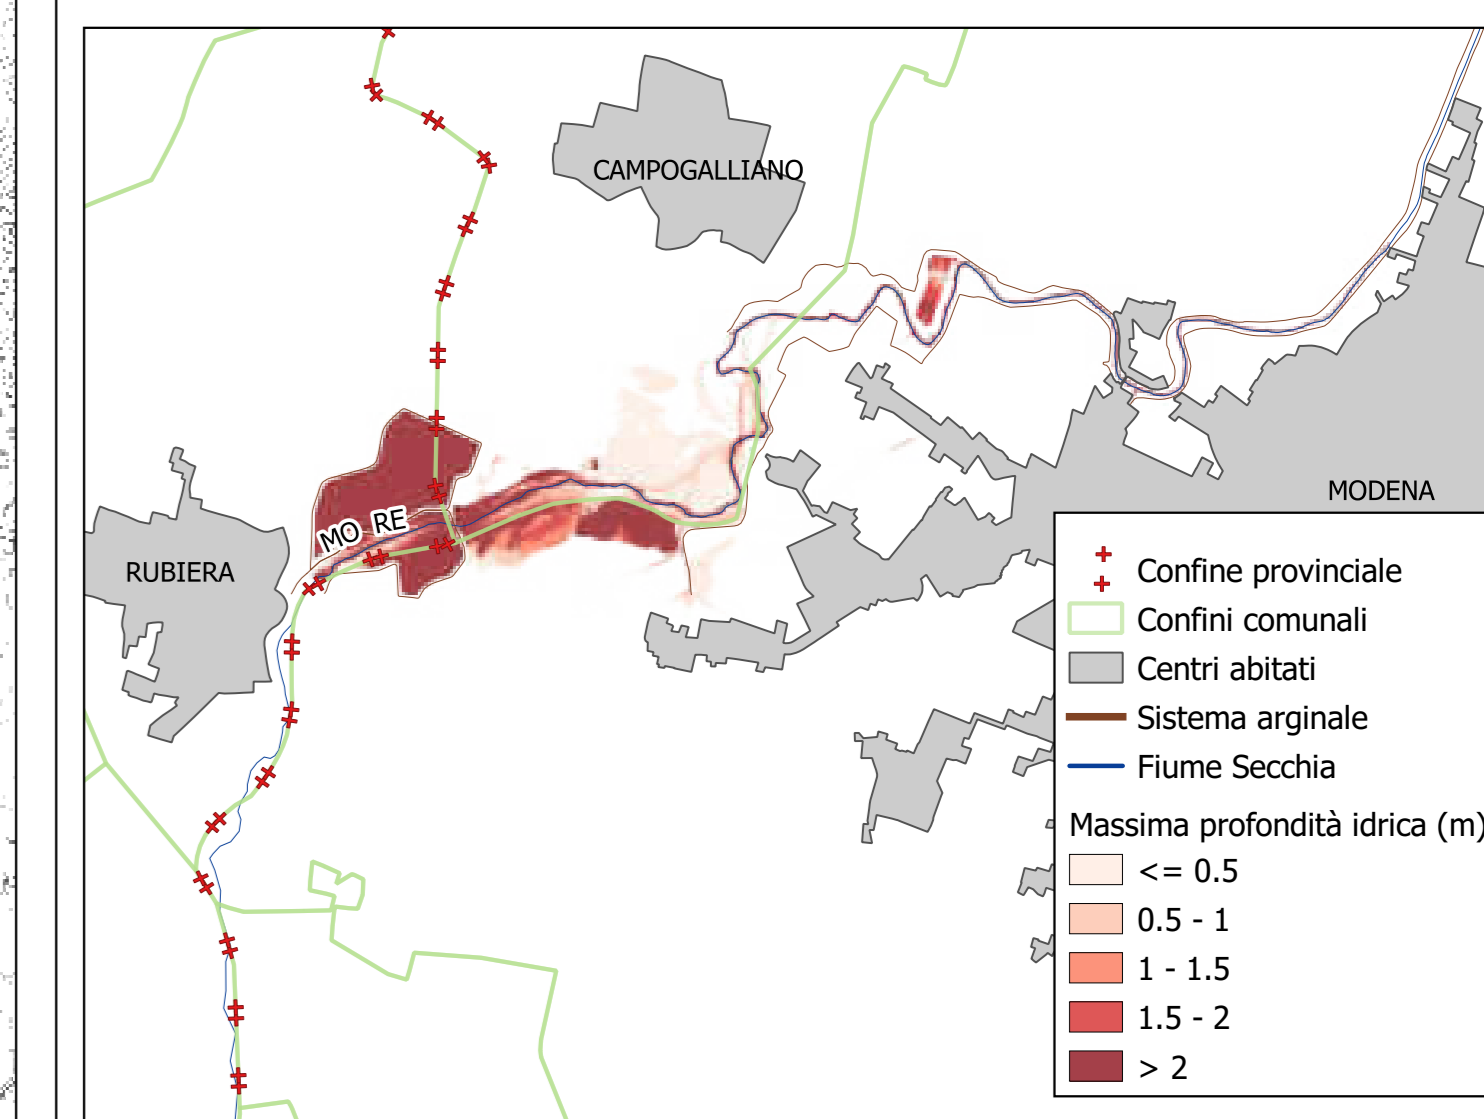 CAMPOGALLIANO
MODENA
MO RE
RUBIERA
Confine provinciale
Confini comunali
Centri abitati
Sistema arginale
Fiume Secchia
Massima profondità idrica (m)
<= 0.5
0.5 - 1
1 - 1.5
1.5 - 2
> 2